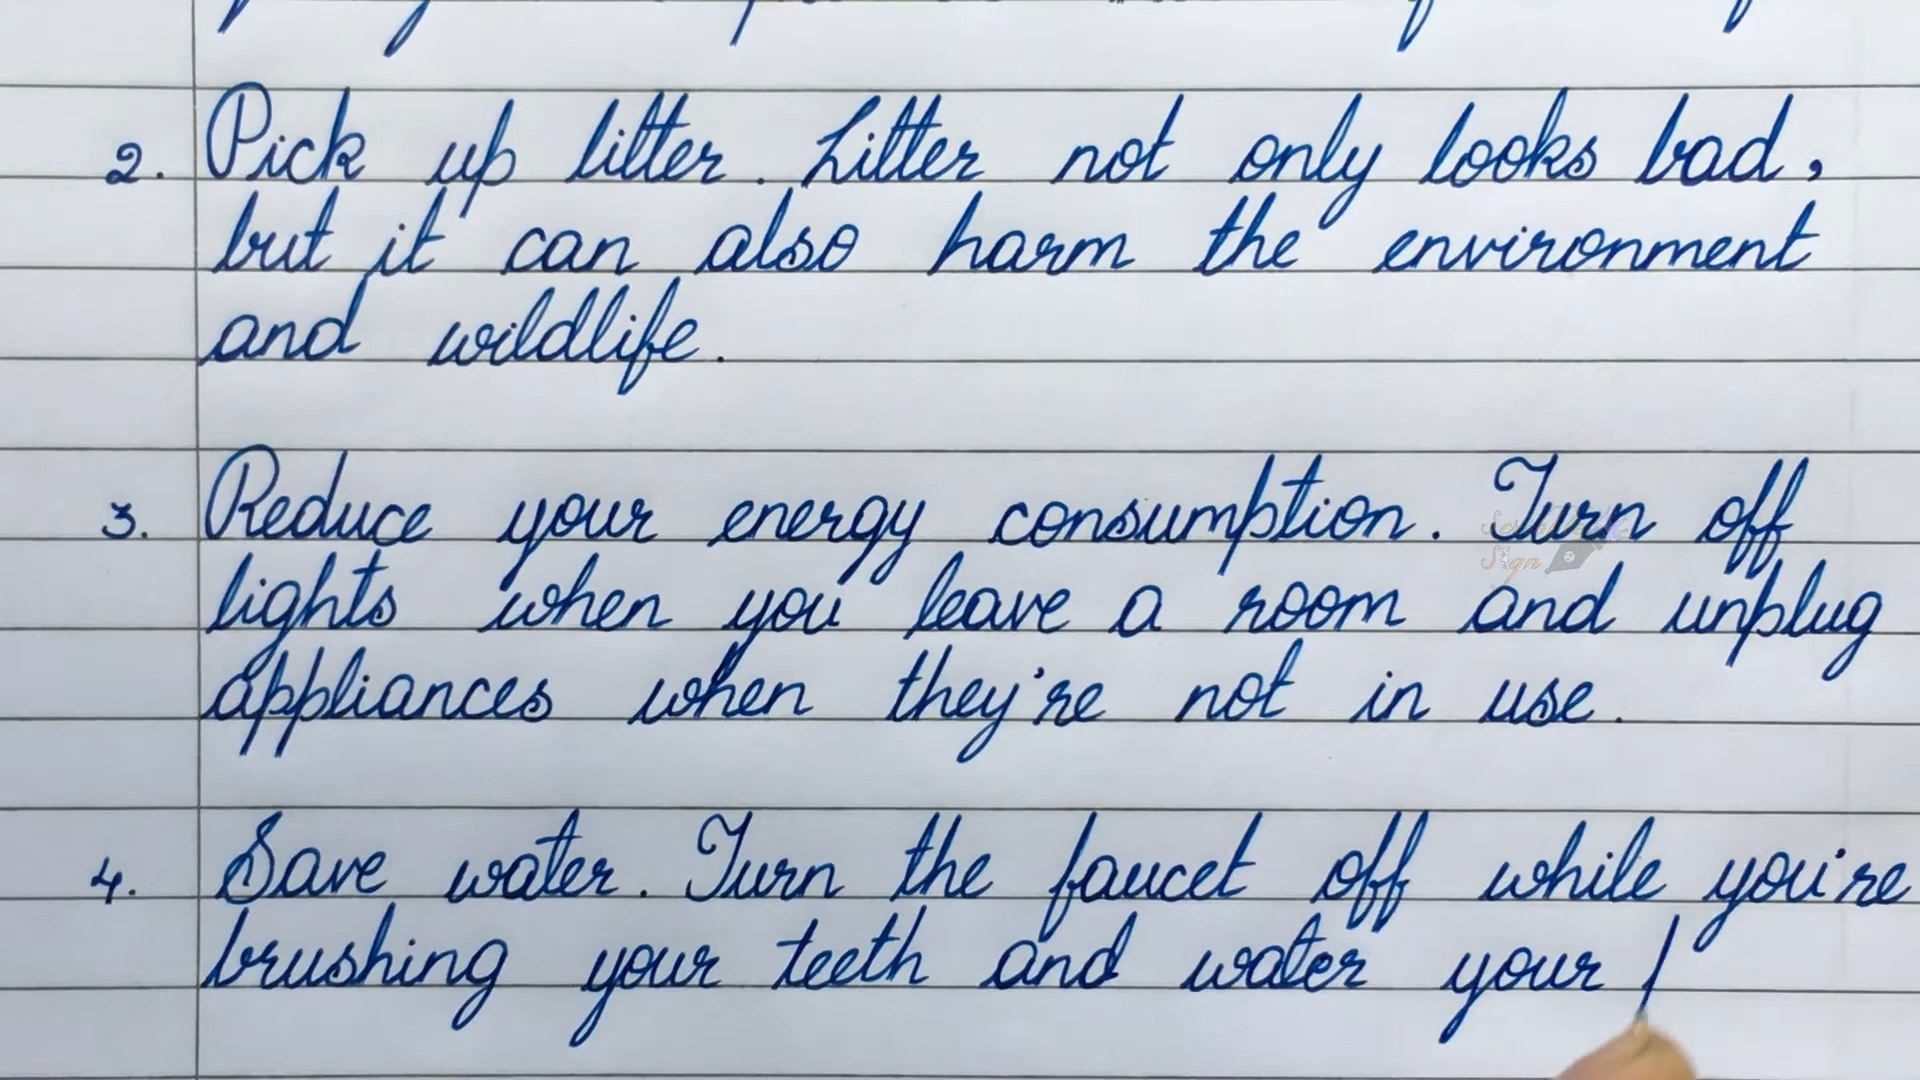 2. Pick up litter. Litter not only looks bad,
but it can also harm the environment
and wildlife.
3. Reduce your energy consumption. Turn off
lights when you leave a room and unplug
appliances when they're not in use.
4. Save water. Turn the faucet off while you're
brushing your teeth and water your